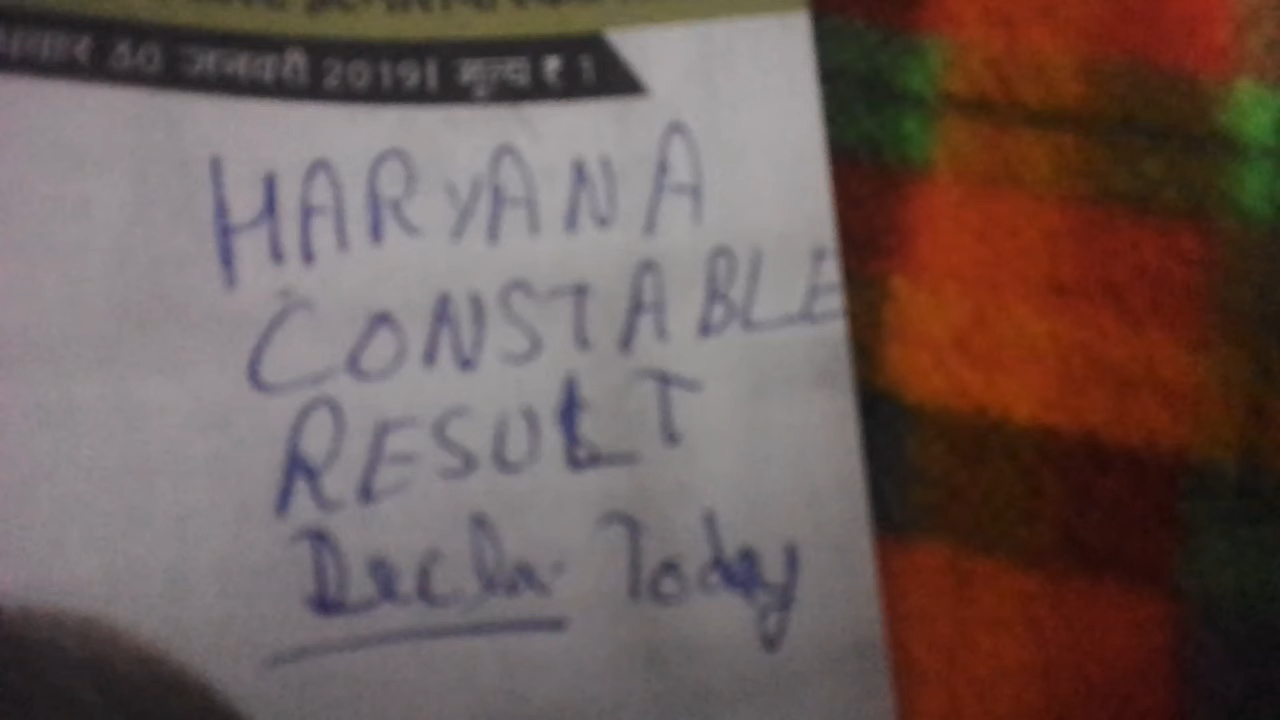 30 जनवरी 2019। मूल्य ₹ 1
HARYANA
CONSTABLE
RESULT
Decla Today